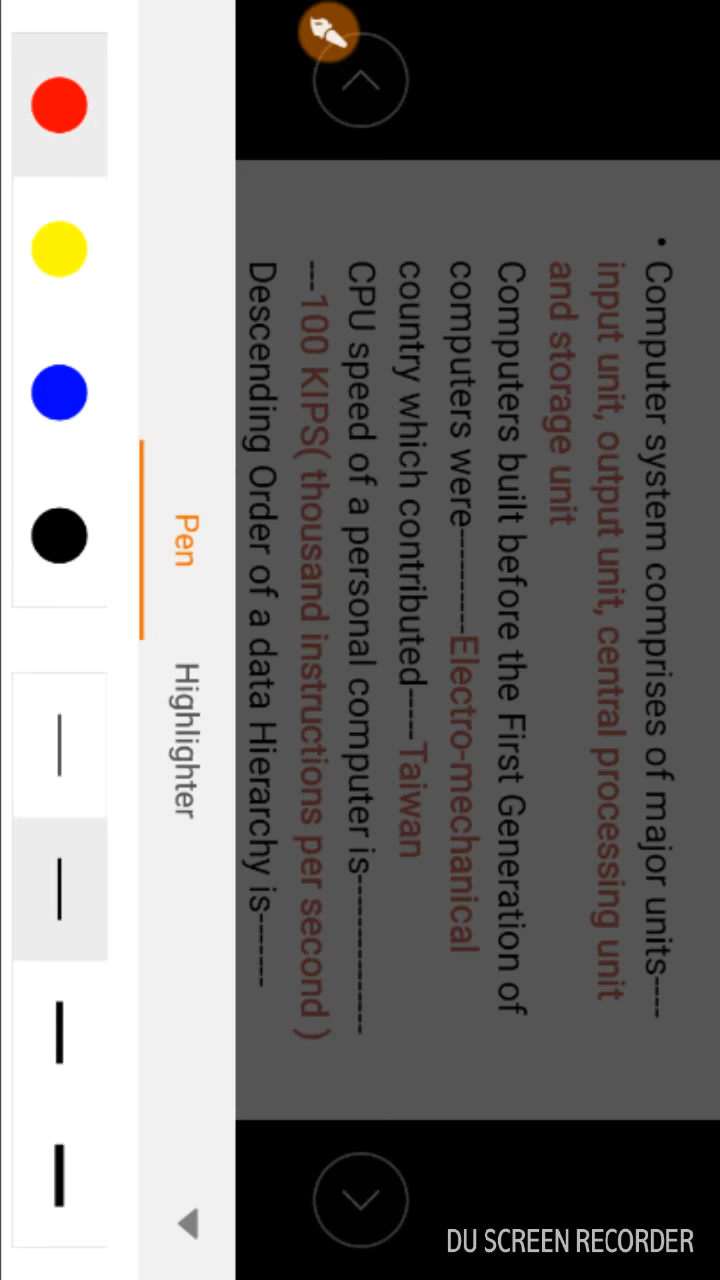 • Computer system comprises of major units----
input unit, output unit, central processing unit
and storage unit
Computers built before the First Generation of
computers were----------Electro-mechanical
country which contributed-----Taiwan
CPU speed of a personal computer is---------------
---100 KIPS( thousand instructions per second )
Descending Order of a data Hierarchy is-------
Pen
Highlighter
DU SCREEN RECORDER